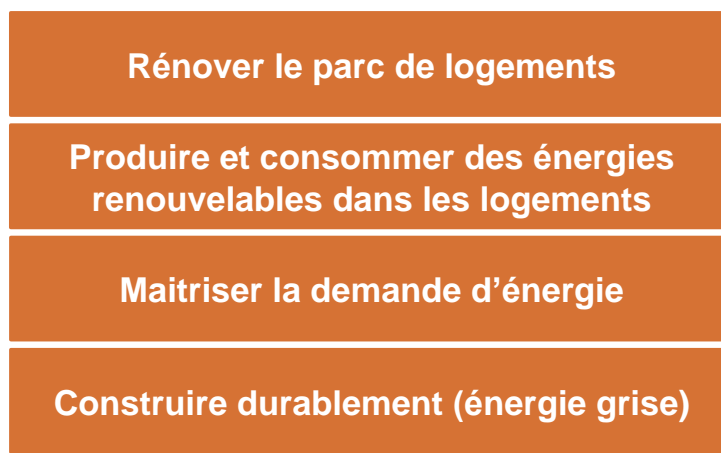 Rénover le parc de logements
Produire et consommer des énergies
renouvelables dans les logements
Maitriser la demande d’énergie
Construire durablement (énergie grise)